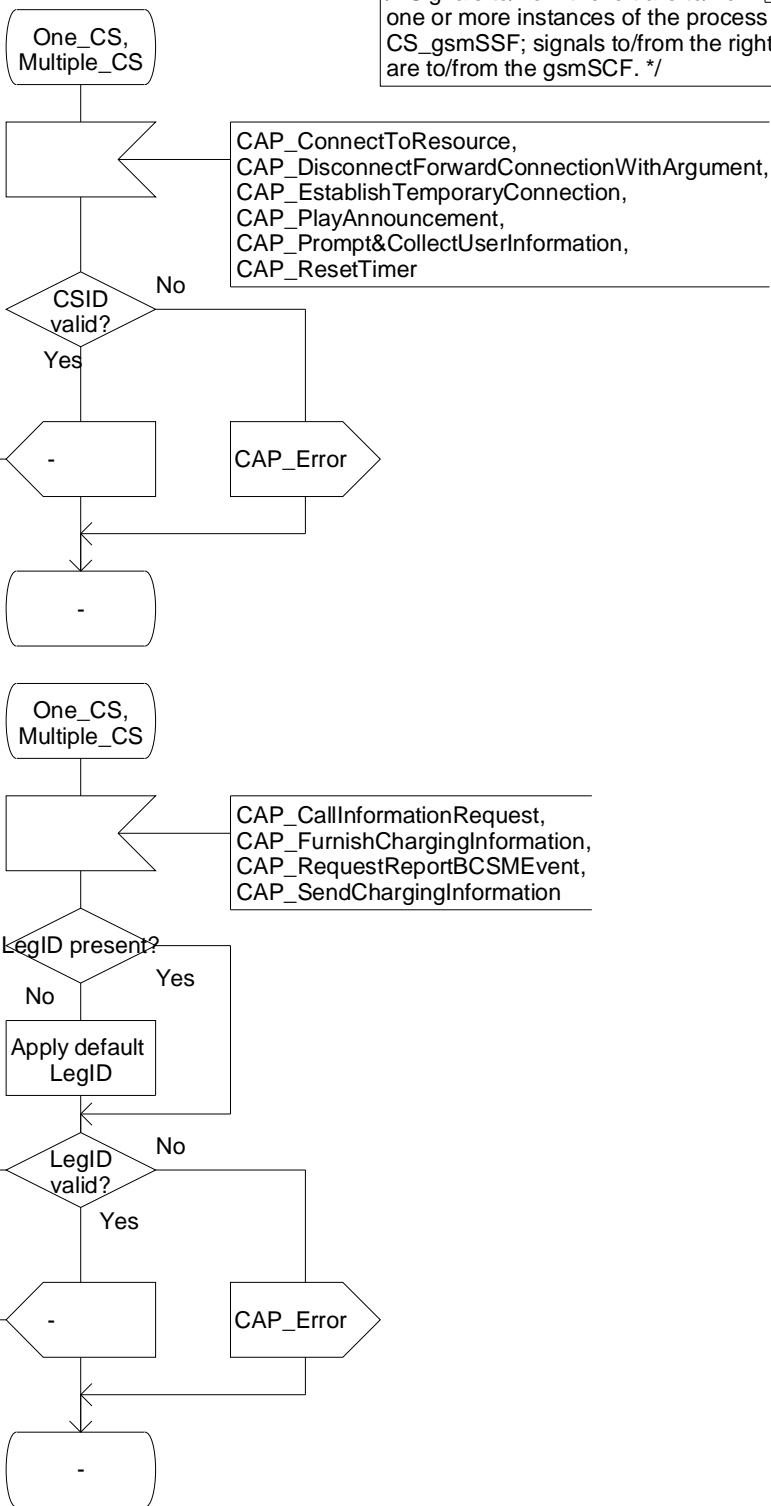 one or more instances of the process
CS_gsmSSF; signals to/from the right
are to/from the gsmSCF. */
One_CS,
Multiple_CS
CAP_ConnectToResource,
CAP_DisconnectForwardConnectionWithArgument,
CAP_EstablishTemporaryConnection,
CAP_PlayAnnouncement,
CAP_Prompt&CollectUserInformation,
CAP_ResetTimer
CSID
valid?
No
Yes
-
CAP_Error
-
One_CS,
Multiple_CS
CAP_CallInformationRequest,
CAP_FurnishChargingInformation,
CAP_RequestReportBCSMEvent,
CAP_SendChargingInformation
LegID present?
Yes
No
Apply default
LegID
LegID
valid?
No
Yes
-
CAP_Error
-